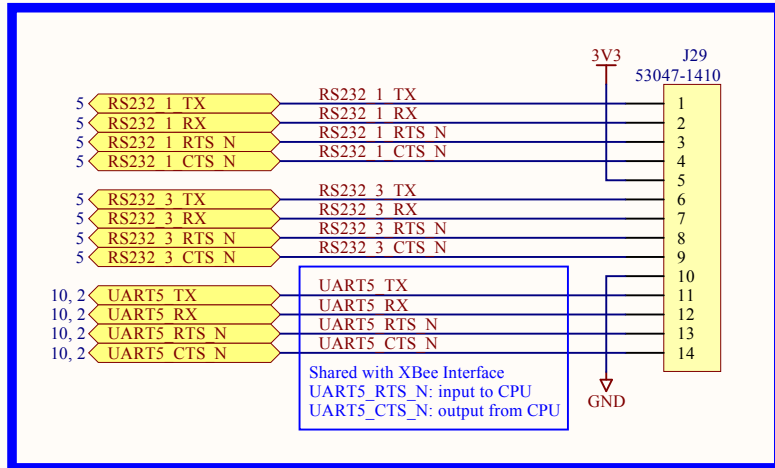 3V3
J29
53047-1410
5 RS232_1_TX RS232_1_TX 1
5 RS232_1_RX RS232_1_RX 2
5 RS232_1_RTS_N RS232_1_RTS_N 3
5 RS232_1_CTS_N RS232_1_CTS_N 4
5
5 RS232_3_TX RS232_3_TX 6
5 RS232_3_RX RS232_3_RX 7
5 RS232_3_RTS_N RS232_3_RTS_N 8
5 RS232_3_CTS_N RS232_3_CTS_N 9
10
10, 2 UART5_TX UART5_TX 11
10, 2 UART5_RX UART5_RX 12
10, 2 UART5_RTS_N UART5_RTS_N 13
10, 2 UART5_CTS_N UART5_CTS_N 14
Shared with XBee Interface
UART5_RTS_N: input to CPU
UART5_CTS_N: output from CPU
GND